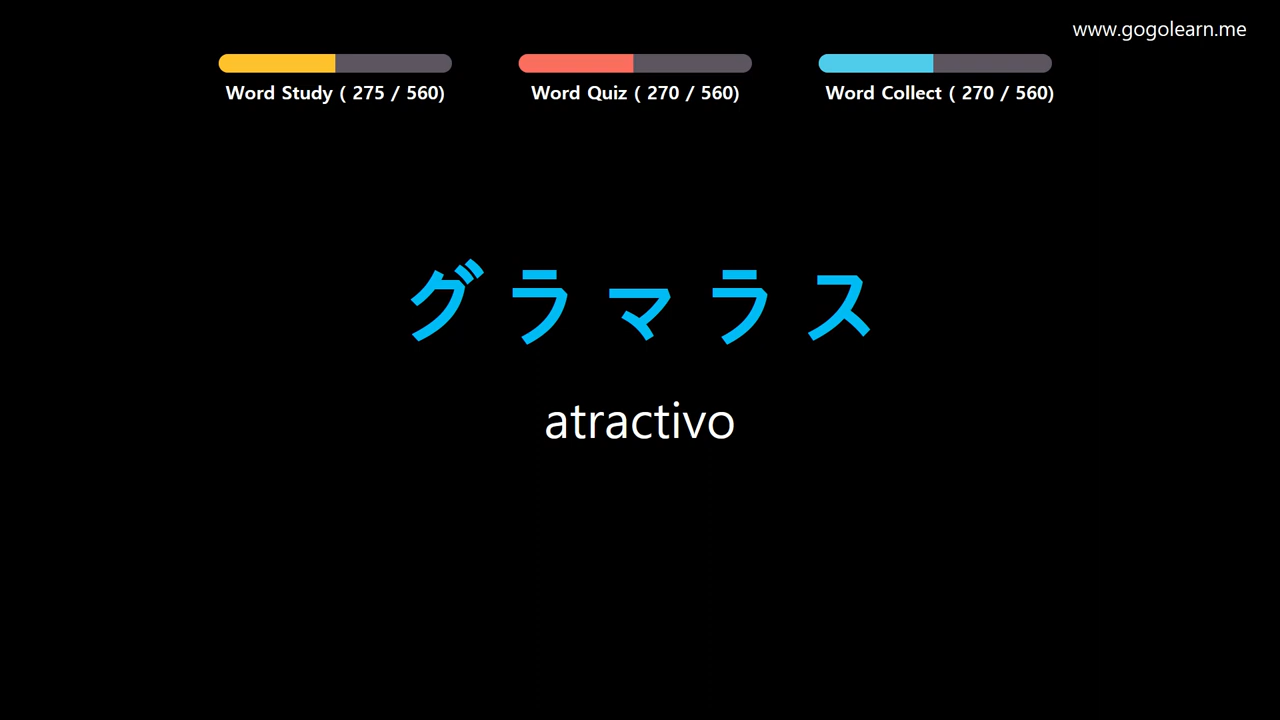 www.gogolearn.me
Word Study ( 275 / 560)
Word Quiz ( 270 / 560)
Word Collect ( 270 / 560)
グラマラス
atractivo